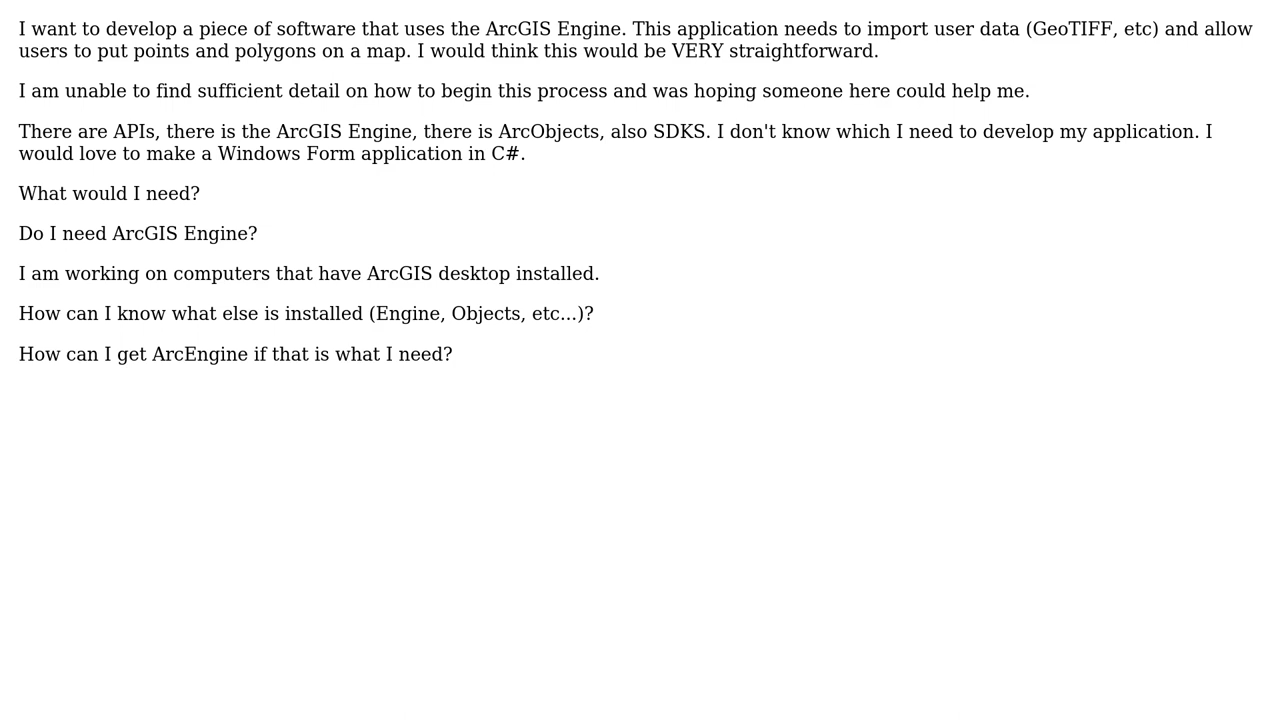 I want to develop a piece of software that uses the ArcGIS Engine. This application needs to import user data (GeoTIFF, etc) and allow
users to put points and polygons on a map. I would think this would be VERY straightforward.
I am unable to find sufficient detail on how to begin this process and was hoping someone here could help me.
There are APIs, there is the ArcGIS Engine, there is ArcObjects, also SDKS. I don't know which I need to develop my application. I
would love to make a Windows Form application in C#.
What would I need?
Do I need ArcGIS Engine?
I am working on computers that have ArcGIS desktop installed.
How can I know what else is installed (Engine, Objects, etc...)?
How can I get ArcEngine if that is what I need?